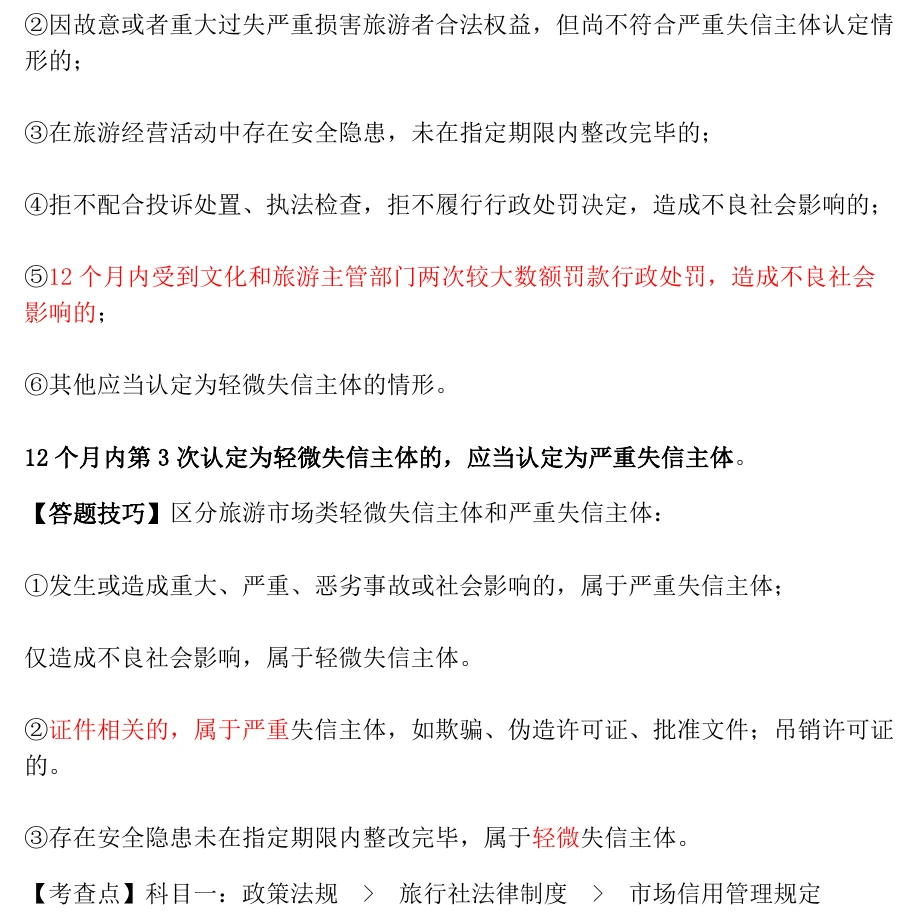 ②因故意或者重大过失严重损害旅游者合法权益，但尚不符合严重失信主体认定情
形的；
③在旅游经营活动中存在安全隐患，未在指定期限内整改完毕的；
④拒不配合投诉处置、执法检查，拒不履行行政处罚决定，造成不良社会影响的；
⑤12 个月内受到文化和旅游主管部门两次较大数额罚款行政处罚，造成不良社会
影响的；
⑥其他应当认定为轻微失信主体的情形。
12 个月内第 3 次认定为轻微失信主体的，应当认定为严重失信主体。
【答题技巧】区分旅游市场类轻微失信主体和严重失信主体：
①发生或造成重大、严重、恶劣事故或社会影响的，属于严重失信主体；
仅造成不良社会影响，属于轻微失信主体。
②证件相关的，属于严重失信主体，如欺骗、伪造许可证、批准文件；吊销许可证
的。
③存在安全隐患未在指定期限内整改完毕，属于轻微失信主体。
【考查点】科目一：政策法规 > 旅行社法律制度 > 市场信用管理规定